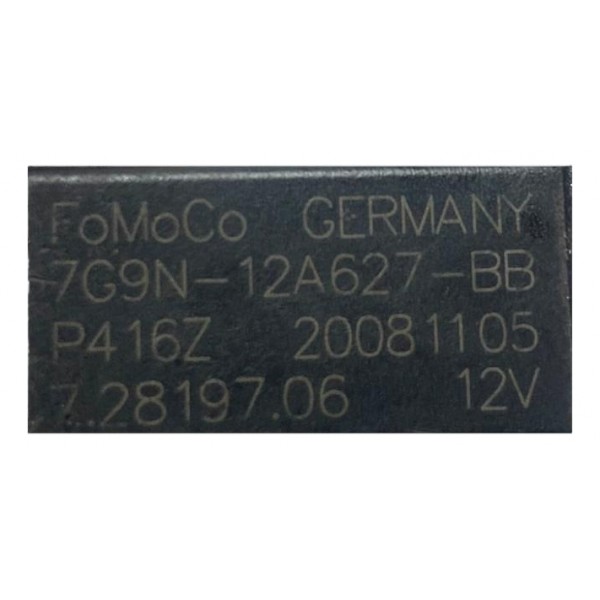 FoMoCo GERMANY
7G9N-12A627-BB
P416Z 20081105
7.28197.06 12V